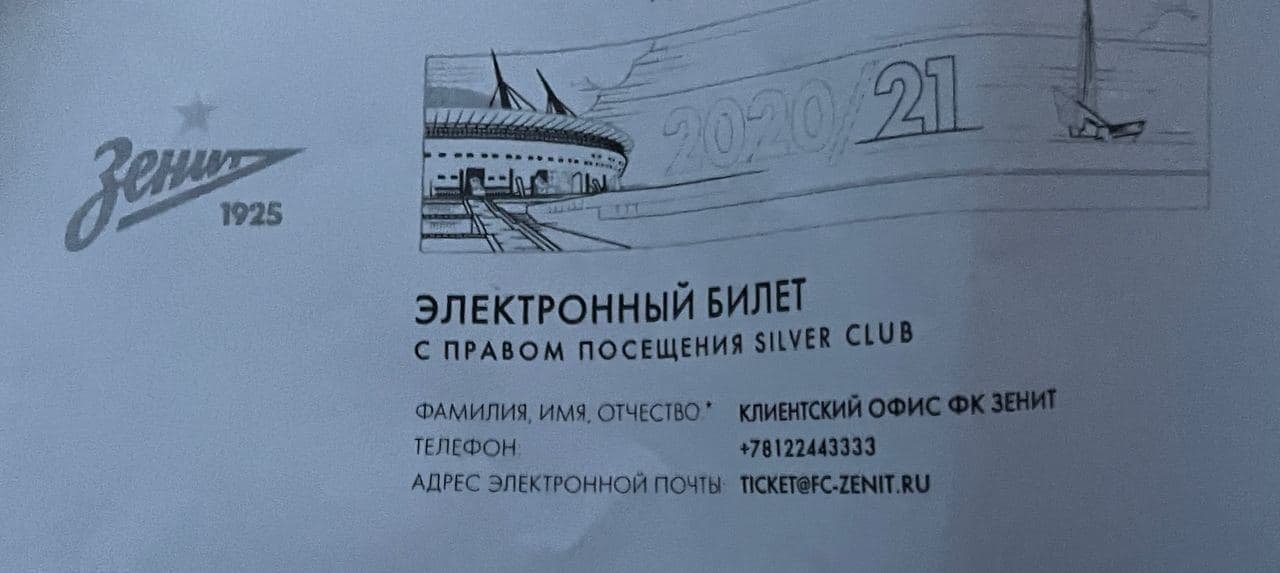 Зенит
1925
2020/21
ЭЛЕКТРОННЫЙ БИЛЕТ
С ПРАВОМ ПОСЕЩЕНИЯ SILVER CLUB
ФАМИЛИЯ, ИМЯ, ОТЧЕСТВО* КЛИЕНТСКИЙ ОФИС ФК ЗЕНИТ
ТЕЛЕФОН: +78122443333
АДРЕС ЭЛЕКТРОННОЙ ПОЧТЫ: TICKET@FC-ZENIT.RU